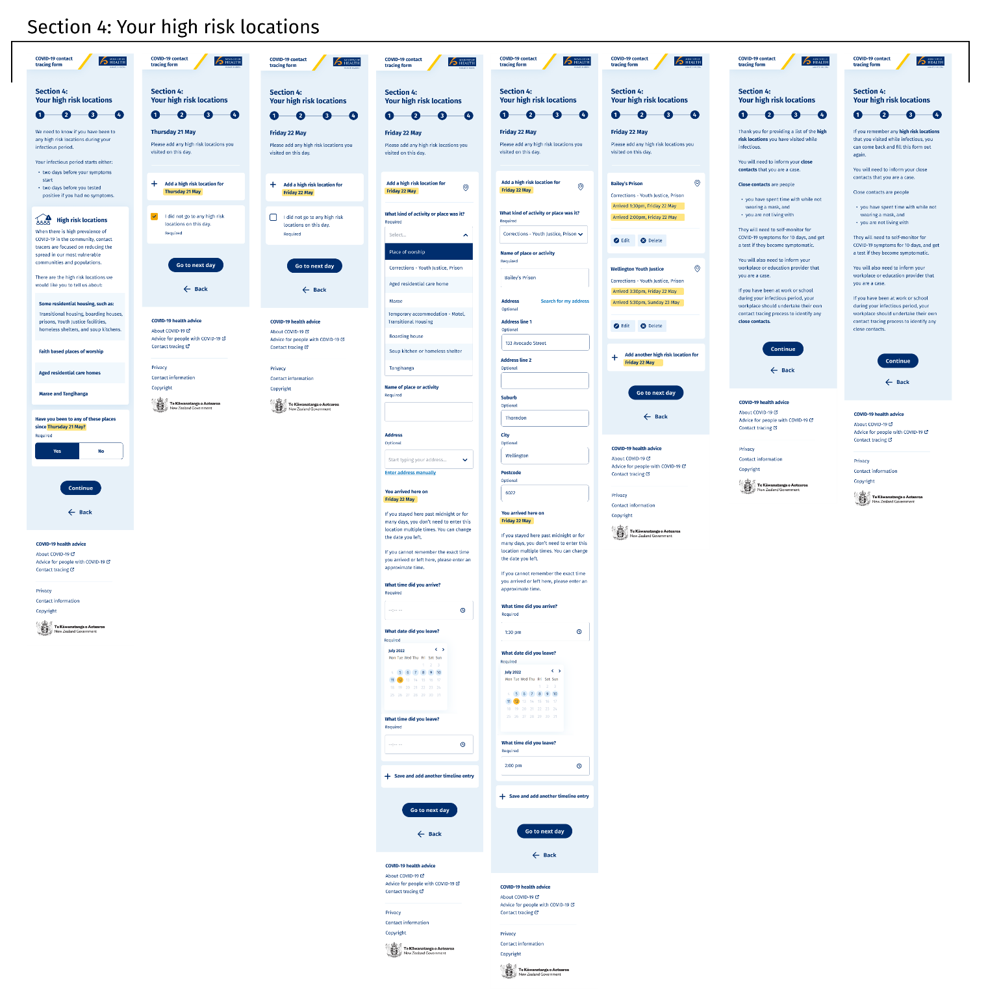 Section 4: Your high risk locations
COVID-19 contact
tracing form
MINISTRY OF
HEALTH
MANATŪ HAUORA
Section 4:
Your high risk locations
1 2 3 4
We need to know if you have been to
any high risk locations during your
infectious period.
Your infectious period starts either:
• two days before your symptoms
start
• two days before you tested
positive if you had no symptoms.
High risk locations
When there is high prevalence of
COVID-19 in the community, contact
tracers are focused on reducing the
spread in our most vulnerable
communities and populations.
There are the high risk locations we
would like you to tell us about:
Some residential housing, such as:
Transitional housing, boarding houses,
prisons, Youth Justice facilities,
homeless shelters, and soup kitchens.
Faith based places of worship
Aged residential care homes
Marae and Tangihanga
Have you been to any of these places
since Thursday 21 May?
Required
Yes No
Continue
Back
COVID-19 health advice
About COVID-19
Advice for people with COVID-19
Contact tracing
Privacy
Contact information
Copyright
Te Kāwanatanga o Aotearoa
New Zealand Government
COVID-19 contact
tracing form
MINISTRY OF
HEALTH
MANATŪ HAUORA
Section 4:
Your high risk locations
1 2 3 4
Thursday 21 May
Please add any high risk locations you
visited on this day.
Add a high risk location for
Thursday 21 May
I did not go to any high risk
locations on this day.
Required
Go to next day
Back
COVID-19 health advice
About COVID-19
Advice for people with COVID-19
Contact tracing
Privacy
Contact information
Copyright
Te Kāwanatanga o Aotearoa
New Zealand Government
COVID-19 contact
tracing form
MINISTRY OF
HEALTH
MANATŪ HAUORA
Section 4:
Your high risk locations
1 2 3 4
Friday 22 May
Please add any high risk locations you
visited on this day.
Add a high risk location for
Friday 22 May
I did not go to any high risk
locations on this day.
Required
Go to next day
Back
COVID-19 health advice
About COVID-19
Advice for people with COVID-19
Contact tracing
Privacy
Contact information
Copyright
Te Kāwanatanga o Aotearoa
New Zealand Government
COVID-19 contact
tracing form
MINISTRY OF
HEALTH
MANATŪ HAUORA
Section 4:
Your high risk locations
1 2 3 4
Friday 22 May
Please add any high risk locations you
visited on this day.
Add a high risk location for
Friday 22 May
What kind of activity or place was it?
Required
Select...
Place of worship
Corrections - Youth Justice, Prison
Aged residential care home
Marae
Temporary accommodation - Motel,
Transitional Housing
Boarding house
Soup kitchen or homeless shelter
Tangihanga
Name of place or activity
Required
Address
Optional
Start typing your address...
Enter address manually
You arrived here on
Friday 22 May
If you stayed here past midnight or for
many days, you don't need to enter this
location multiple times. You can change
the date you left.
If you cannot remember the exact time
you arrived or left here, please enter an
approximate time.
What time did you arrive?
Required
--:-- --
What date did you leave?
Required
July 2022
Mon Tue Wed Thu Fri Sat Sun
1 2 3
4 5 6 7 8 9 10
11 12 13 14 15 16 17
18 19 20 21 22 23 24
25 26 27 28 29 30 31
What time did you leave?
Required
--:-- --
Save and add another timeline entry
Go to next day
Back
COVID-19 health advice
About COVID-19
Advice for people with COVID-19
Contact tracing
Privacy
Contact information
Copyright
Te Kāwanatanga o Aotearoa
New Zealand Government
COVID-19 contact
tracing form
MINISTRY OF
HEALTH
MANATŪ HAUORA
Section 4:
Your high risk locations
1 2 3 4
Friday 22 May
Please add any high risk locations you
visited on this day.
Add a high risk location for
Friday 22 May
What kind of activity or place was it?
Required
Corrections - Youth Justice, Prison
Name of place or activity
Required
Bailey's Prison
Address Search for my address
Optional
Address line 1
Optional
133 Avocado Street
Address line 2
Optional
Suburb
Optional
Thorndon
City
Optional
Wellington
Postcode
Optional
6022
You arrived here on
Friday 22 May
If you stayed here past midnight or for
many days, you don't need to enter this
location multiple times. You can change
the date you left.
If you cannot remember the exact time
you arrived or left here, please enter an
approximate time.
What time did you arrive?
Required
1:30 pm
What date did you leave?
Required
July 2022
Mon Tue Wed Thu Fri Sat Sun
1 2 3
4 5 6 7 8 9 10
11 12 13 14 15 16 17
18 19 20 21 22 23 24
25 26 27 28 29 30 31
What time did you leave?
Required
2:00 pm
Save and add another timeline entry
Go to next day
Back
COVID-19 health advice
About COVID-19
Advice for people with COVID-19
Contact tracing
Privacy
Contact information
Copyright
Te Kāwanatanga o Aotearoa
New Zealand Government
COVID-19 contact
tracing form
MINISTRY OF
HEALTH
MANATŪ HAUORA
Section 4:
Your high risk locations
1 2 3 4
Friday 22 May
Please add any high risk locations you
visited on this day.
Bailey's Prison
Corrections - Youth Justice, Prison
Arrived 1:30pm, Friday 22 May
Arrived 2:00pm, Friday 22 May
Edit Delete
Wellington Youth Justice
Corrections - Youth Justice, Prison
Arrived 3:30pm, Friday 22 May
Arrived 5:30pm, Sunday 23 May
Edit Delete
Add another high risk location for
Friday 22 May
Go to next day
Back
COVID-19 health advice
About COVID-19
Advice for people with COVID-19
Contact tracing
Privacy
Contact information
Copyright
Te Kāwanatanga o Aotearoa
New Zealand Government
COVID-19 contact
tracing form
MINISTRY OF
HEALTH
MANATŪ HAUORA
Section 4:
Your high risk locations
1 2 3 4
Thank you for providing a list of the high
risk locations you have visited while
infectious.
You will need to inform your close
contacts that you are a case.
Close contacts are people
• you have spent time with while not
wearing a mask, and
• you are not living with
They will need to self-monitor for
COVID-19 symptoms for 10 days, and get
a test if they become symptomatic.
You will also need to inform your
workplace or education provider that
you are a case.
If you have been at work or school
during your infectious period, your
workplace should undertake their own
contact tracing process to identify any
close contacts.
Continue
Back
COVID-19 health advice
About COVID-19
Advice for people with COVID-19
Contact tracing
Privacy
Contact information
Copyright
Te Kāwanatanga o Aotearoa
New Zealand Government
COVID-19 contact
tracing form
MINISTRY OF
HEALTH
MANATŪ HAUORA
Section 4:
Your high risk locations
1 2 3 4
If you remember any high risk locations
that you visited while infectious, you
can come back and fill this form out
again.
You will need to inform your close
contacts that you are a case.
Close contacts are people
• you have spent time with while not
wearing a mask, and
• you are not living with
They will need to self-monitor for
COVID-19 symptoms for 10 days, and get
a test if they become symptomatic.
You will also need to inform your
workplace or education provider that
you are a case.
If you have been at work or school
during your infectious period, your
workplace should undertake their own
contact tracing process to identify any
close contacts.
Continue
Back
COVID-19 health advice
About COVID-19
Advice for people with COVID-19
Contact tracing
Privacy
Contact information
Copyright
Te Kāwanatanga o Aotearoa
New Zealand Government